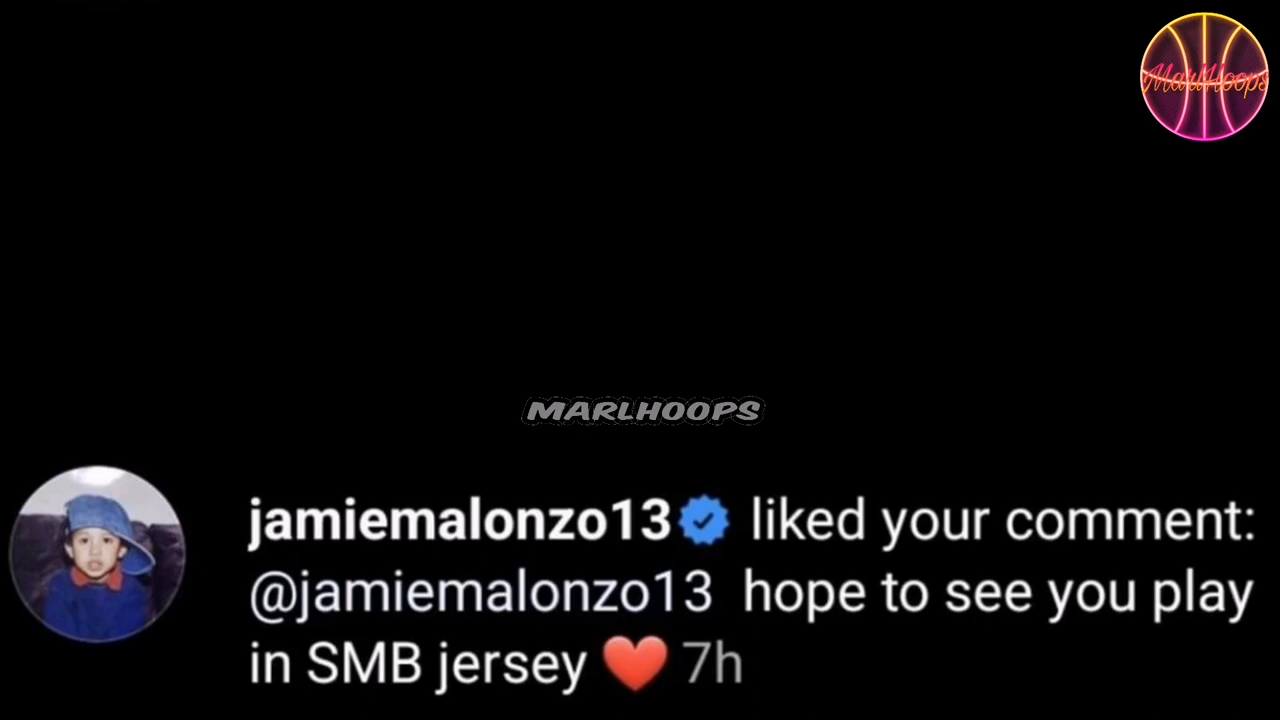 MarlHoops
MARLHOOPS
jamiemalonzo13 liked your comment:
@jamiemalonzo13 hope to see you play
in SMB jersey ❤️ 7h